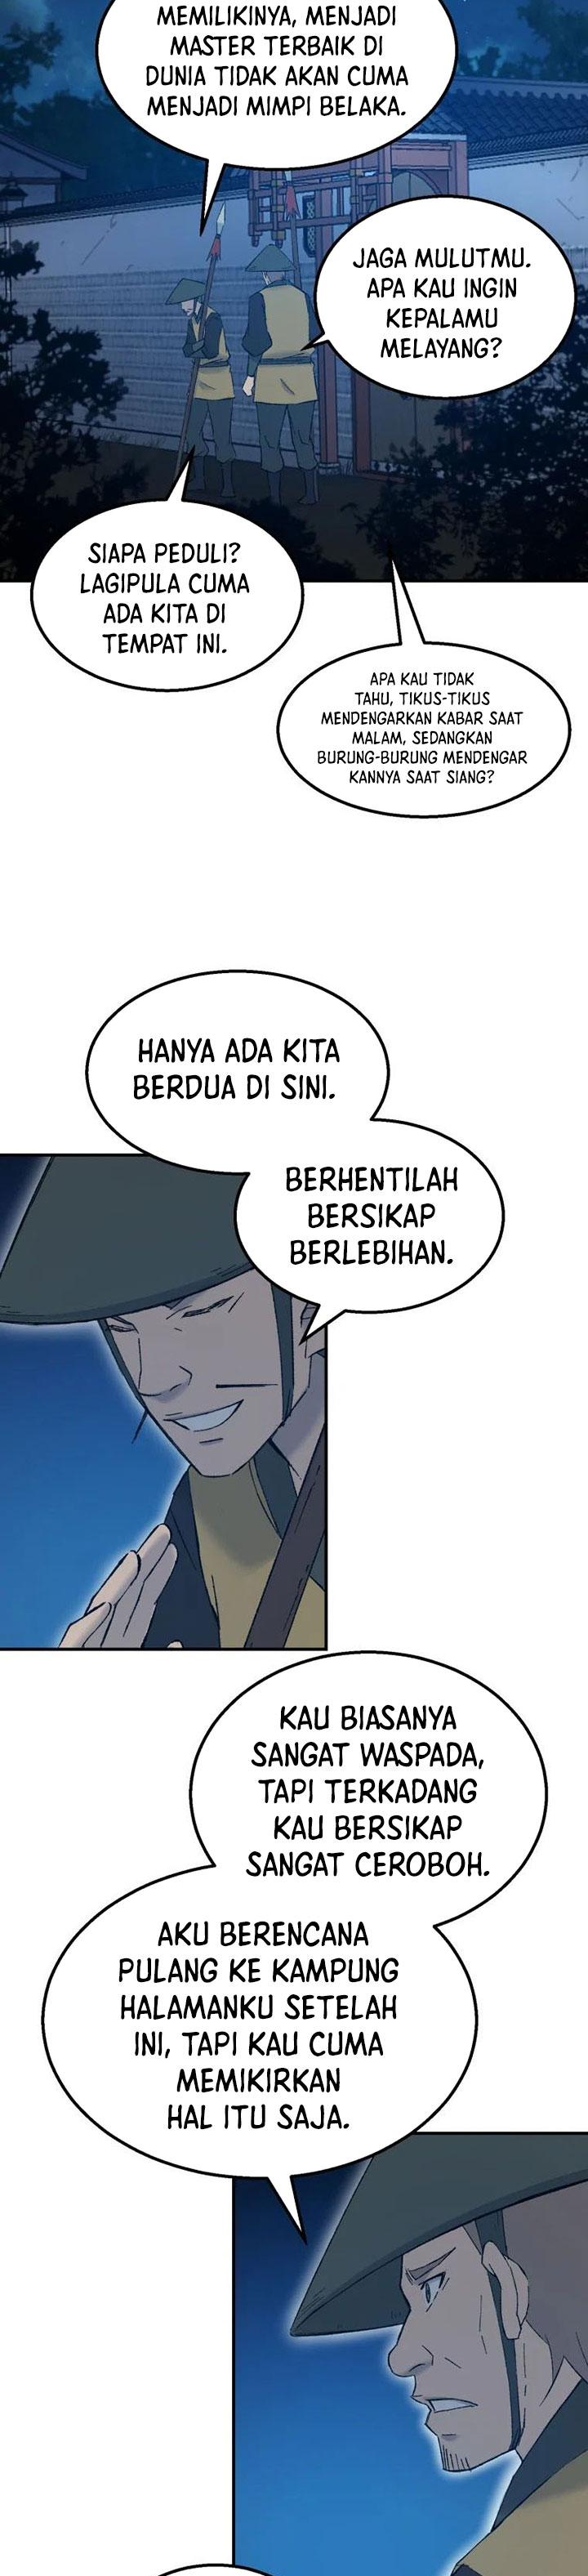 MEMILIKINYA, MENJADI
MASTER TERBAIK DI
DUNIA TIDAK AKAN CUMA
MENJADI MIMPI BELAKA.
JAGA MULUTMU.
APA KAU INGIN
KEPALAMU
MELAYANG?
SIAPA PEDULI?
LAGIPULA CUMA
ADA KITA DI
TEMPAT INI.
APA KAU TIDAK
TAHU, TIKUS-TIKUS
MENDENGARKAN KABAR SAAT
MALAM, SEDANGKAN
BURUNG-BURUNG MENDENGAR
KANNYA SAAT SIANG?
HANYA ADA KITA
BERDUA DI SINI.
BERHENTILAH
BERSIKAP
BERLEBIHAN.
KAU BIASANYA
SANGAT WASPADA,
TAPI TERKADANG
KAU BERSIKAP
SANGAT CEROBOH.
AKU BERENCANA
PULANG KE KAMPUNG
HALAMANKU SETELAH
INI, TAPI KAU CUMA
MEMIKIRKAN
HAL ITU SAJA.